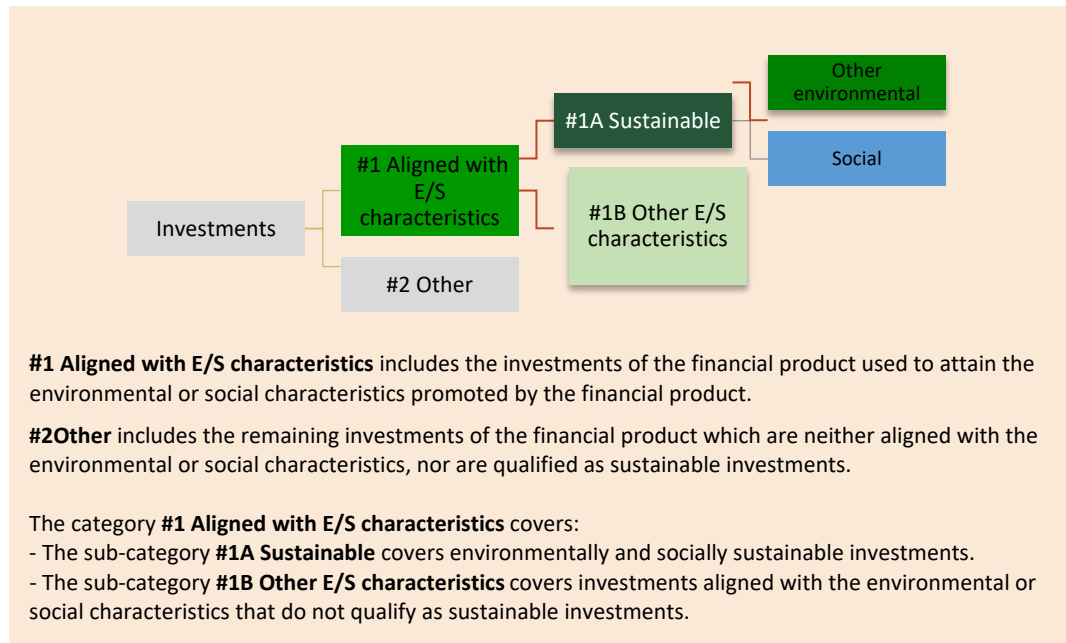 Other
environmental
#1A Sustainable
Social
#1 Aligned with
E/S
characteristics
#1B Other E/S
characteristics
Investments
#2 Other
#1 Aligned with E/S characteristics includes the investments of the financial product used to attain the
environmental or social characteristics promoted by the financial product.
#2Other includes the remaining investments of the financial product which are neither aligned with the
environmental or social characteristics, nor are qualified as sustainable investments.
The category #1 Aligned with E/S characteristics covers:
- The sub-category #1A Sustainable covers environmentally and socially sustainable investments.
- The sub-category #1B Other E/S characteristics covers investments aligned with the environmental or
social characteristics that do not qualify as sustainable investments.